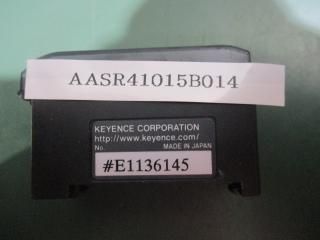 AASR41015B014
KEYENCE CORPORATION
http://www.keyence.com/
No. MADE IN JAPAN
#E1136145